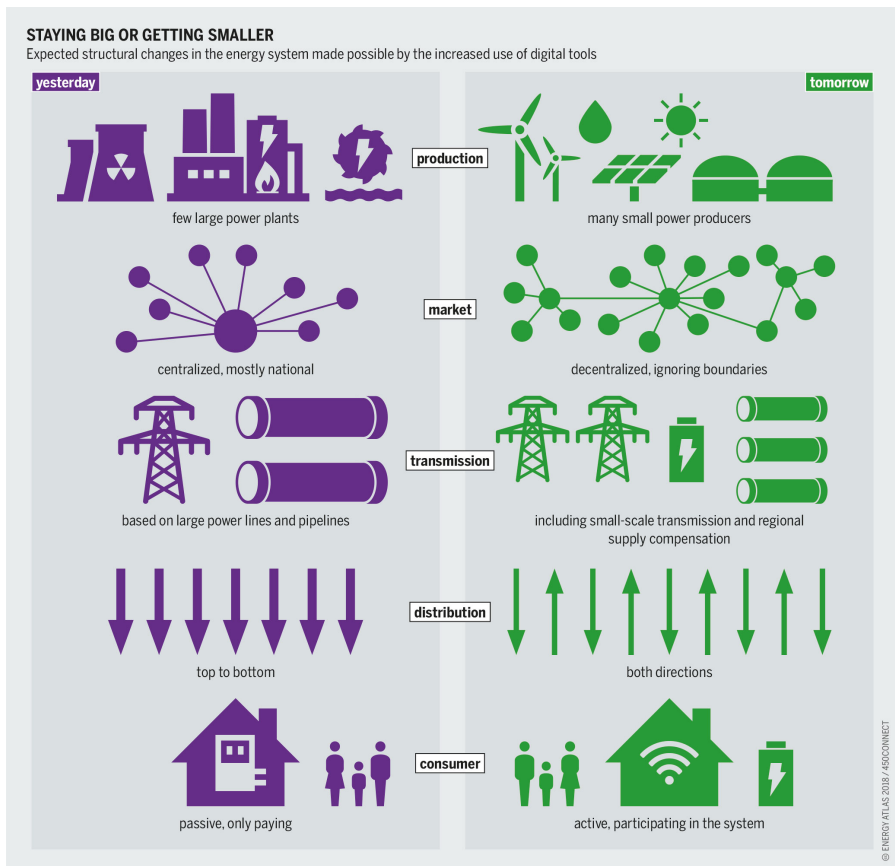 STAYING BIG OR GETTING SMALLER
Expected structural changes in the energy system made possible by the increased use of digital tools
yesterday
tomorrow
production
few large power plants
many small power producers
market
centralized, mostly national
decentralized, ignoring boundaries
transmission
based on large power lines and pipelines
including small-scale transmission and regional
supply compensation
distribution
top to bottom
both directions
consumer
passive, only paying
active, participating in the system
© ENERGY ATLAS 2018 / 450CONNECT